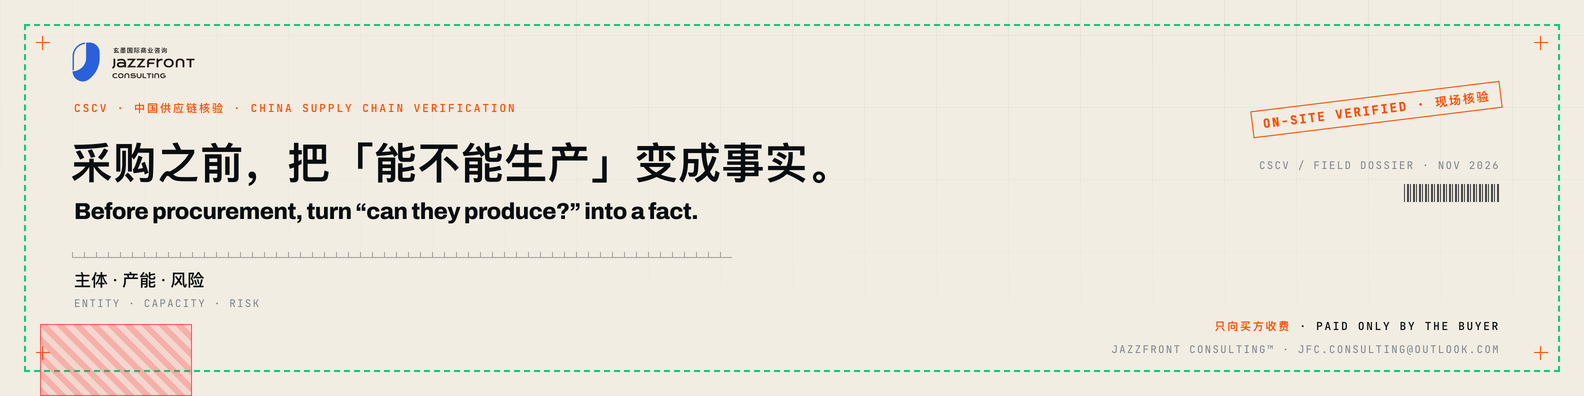 玄墨国际商业咨询
Jazzfront
CONSULTING
CSCV · 中国供应链核验 · CHINA SUPPLY CHAIN VERIFICATION
采购之前，把「能不能生产」变成事实。
Before procurement, turn “can they produce?” into a fact.
主体 · 产能 · 风险
ENTITY · CAPACITY · RISK
ON-SITE VERIFIED · 现场核验
CSCV / FIELD DOSSIER · NOV 2026
只向买方收费 · PAID ONLY BY THE BUYER
JAZZFRONT CONSULTING™ · JFC.CONSULTING@OUTLOOK.COM